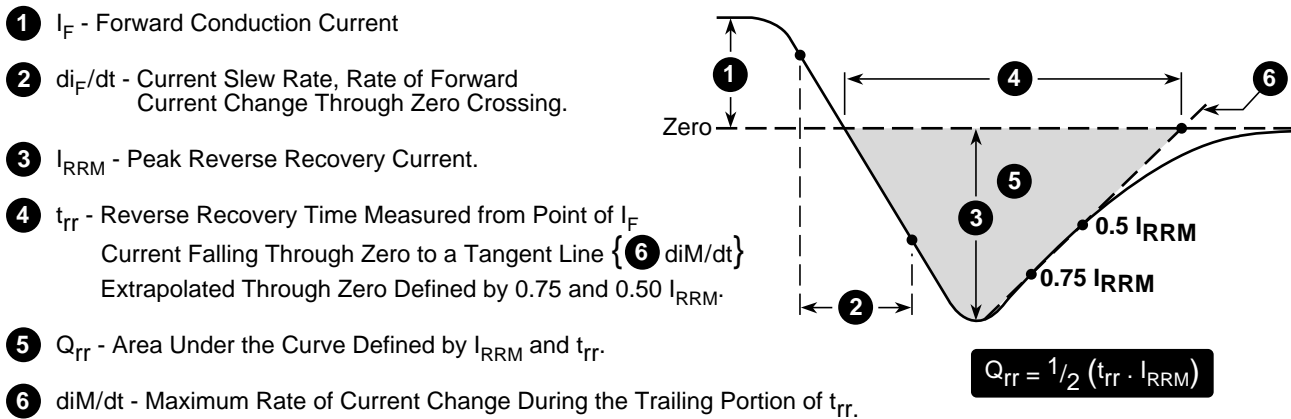 1 I_F - Forward Conduction Current
2 di_F/dt - Current Slew Rate, Rate of Forward
Current Change Through Zero Crossing.
3 I_RRM - Peak Reverse Recovery Current.
4 t_rr - Reverse Recovery Time Measured from Point of I_F
Current Falling Through Zero to a Tangent Line {6 diM/dt}
Extrapolated Through Zero Defined by 0.75 and 0.50 I_RRM.
5 Q_rr - Area Under the Curve Defined by I_RRM and t_rr.
6 diM/dt - Maximum Rate of Current Change During the Trailing Portion of t_rr.
1
4
6
Zero
5
3
0.5 I_RRM
0.75 I_RRM
2
Q_rr = 1/2 (t_rr . I_RRM)